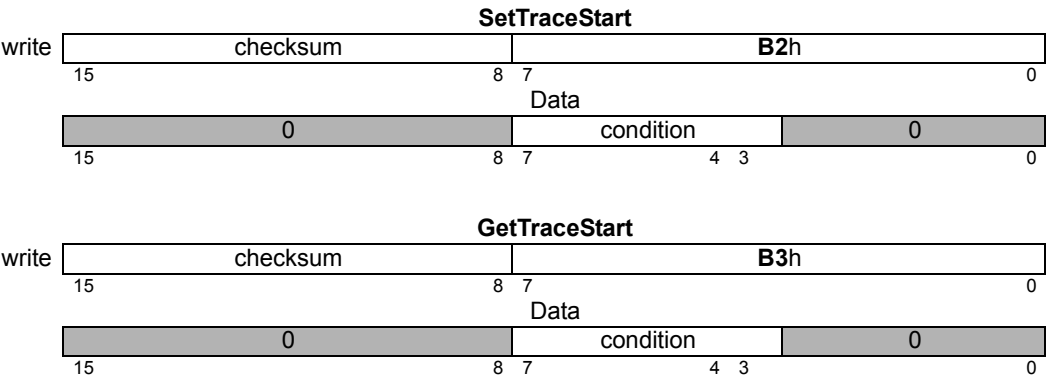 SetTraceStart
write checksum B2h
15 8 7 0
Data
0 condition 0
15 8 7 4 3 0
GetTraceStart
write checksum B3h
15 8 7 0
Data
0 condition 0
15 8 7 4 3 0